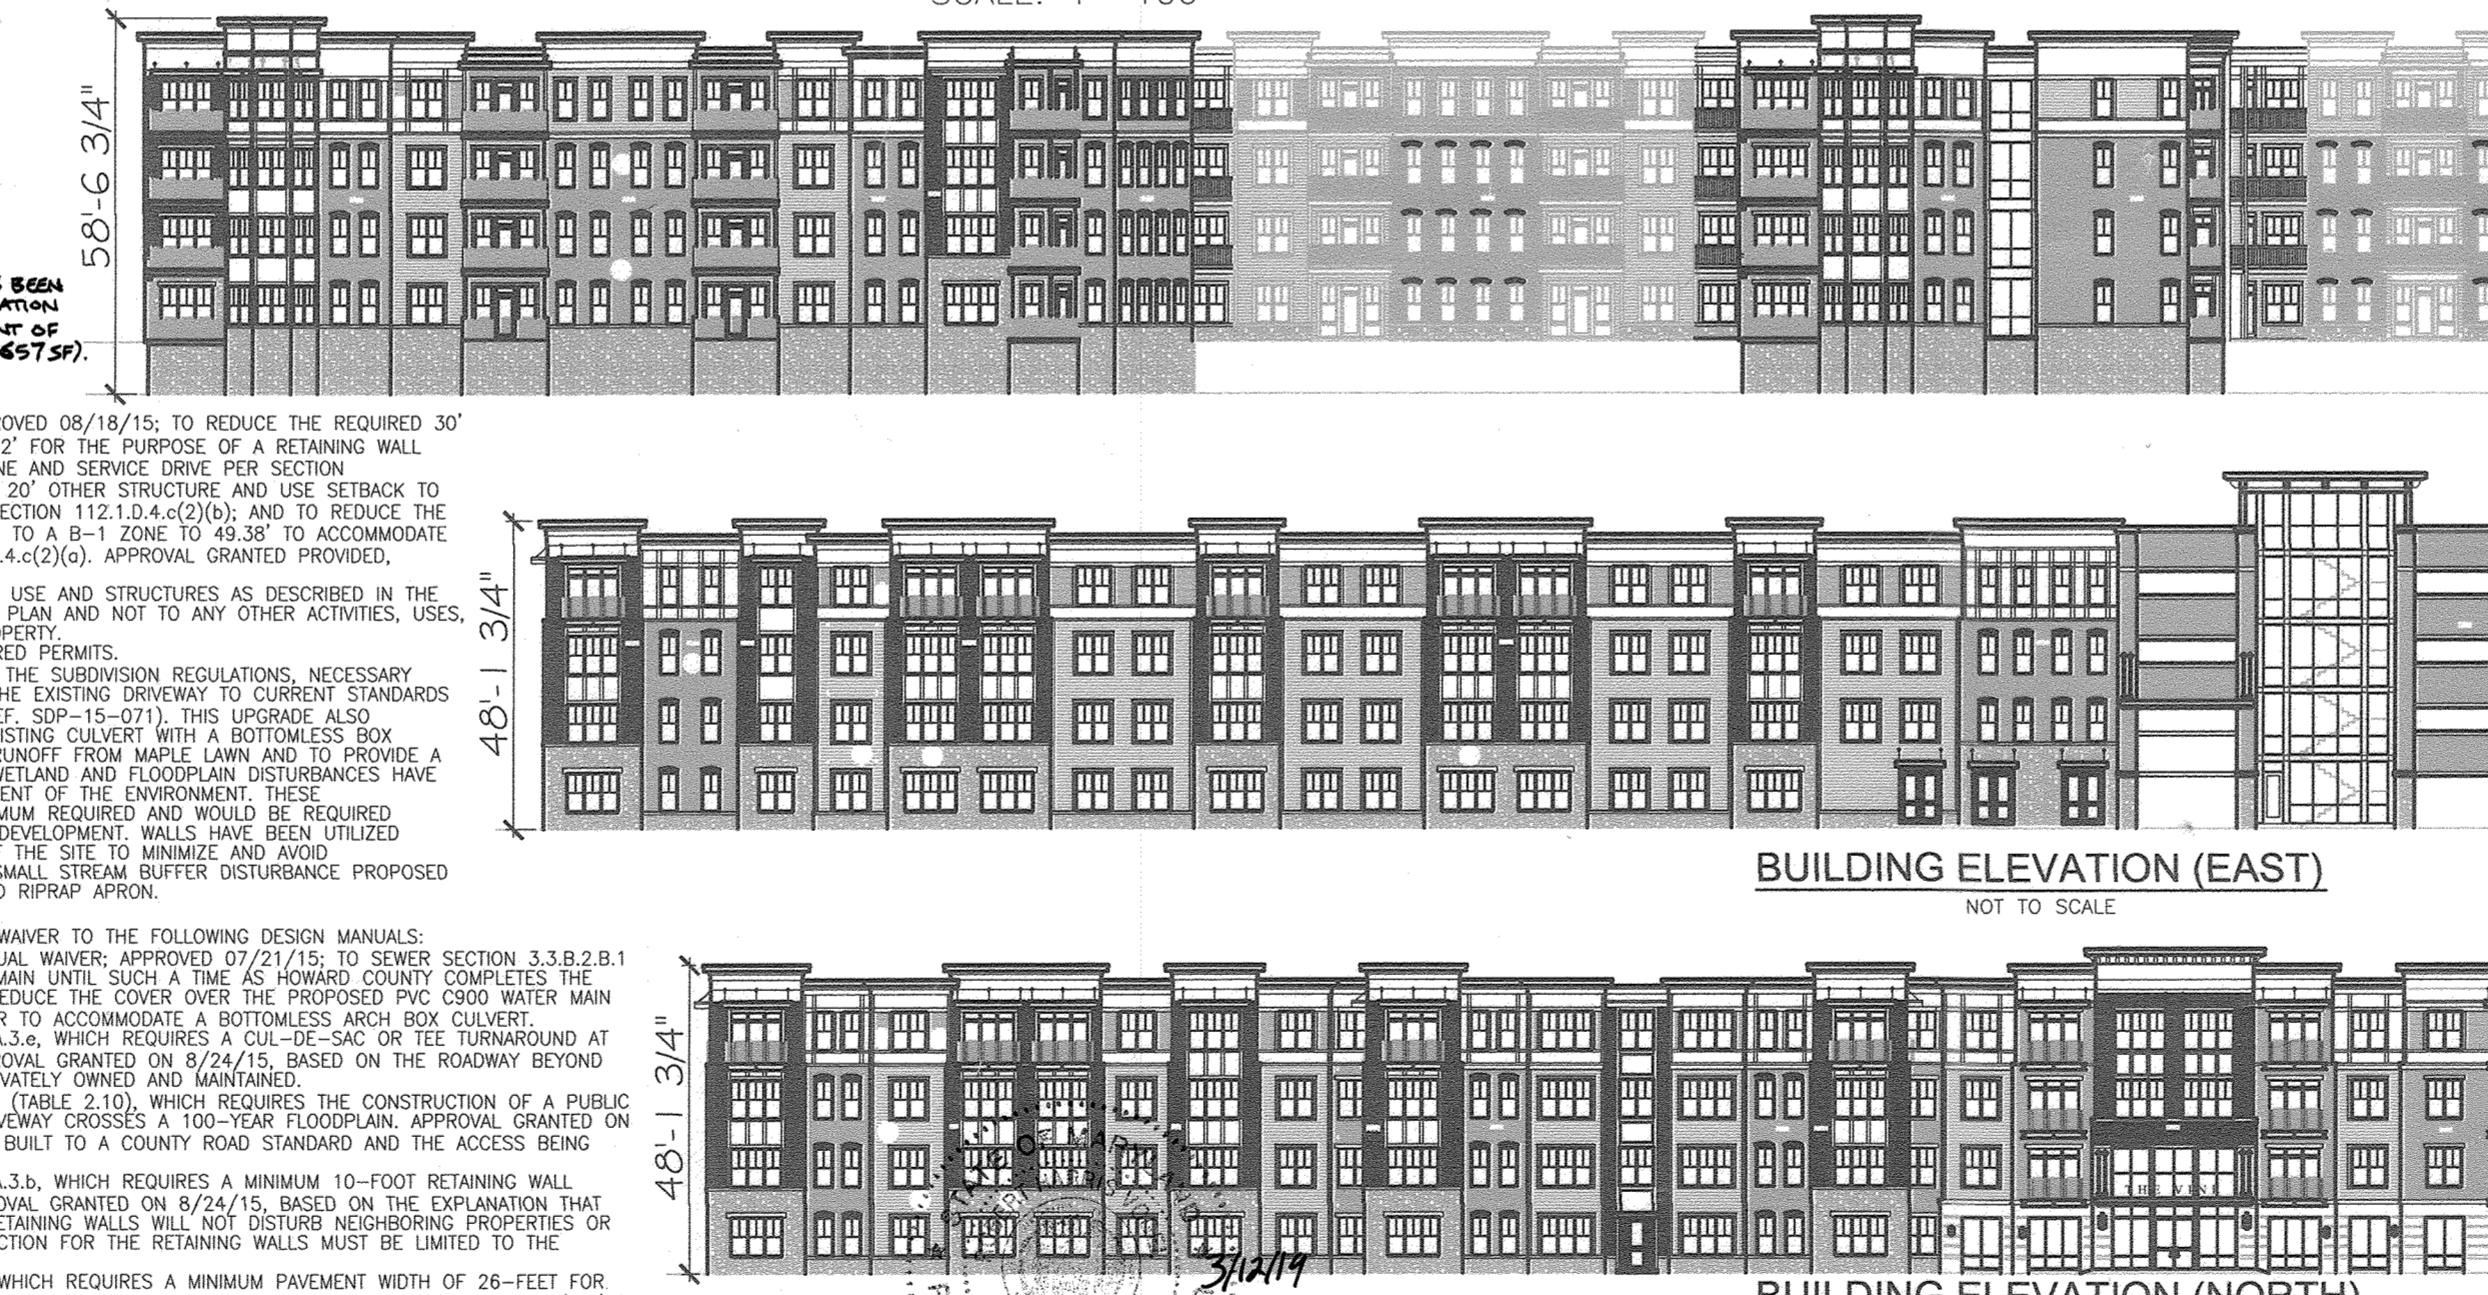 58'-6 3/4"
BEEN
NT OF
657 SF).
OVED 08/18/15; TO REDUCE THE REQUIRED 30'
2' FOR THE PURPOSE OF A RETAINING WALL
NE AND SERVICE DRIVE PER SECTION
20' OTHER STRUCTURE AND USE SETBACK TO
ECTION 112.1.D.4.c(2)(b); AND TO REDUCE THE
TO A B-1 ZONE TO 49.38' TO ACCOMMODATE
.4.c(2)(a). APPROVAL GRANTED PROVIDED,
USE AND STRUCTURES AS DESCRIBED IN THE
PLAN AND NOT TO ANY OTHER ACTIVITIES, USES,
OPERTY.
RED PERMITS.
THE SUBDIVISION REGULATIONS, NECESSARY
HE EXISTING DRIVEWAY TO CURRENT STANDARDS
EF. SDP-15-071). THIS UPGRADE ALSO
ISTING CULVERT WITH A BOTTOMLESS BOX
RUNOFF FROM MAPLE LAWN AND TO PROVIDE A
WETLAND AND FLOODPLAIN DISTURBANCES HAVE
ENT OF THE ENVIRONMENT. THESE
MUM REQUIRED AND WOULD BE REQUIRED
DEVELOPMENT. WALLS HAVE BEEN UTILIZED
F THE SITE TO MINIMIZE AND AVOID
SMALL STREAM BUFFER DISTURBANCE PROPOSED
D RIPRAP APRON.
48'-1 3/4"
BUILDING ELEVATION (EAST)
NOT TO SCALE
WAIVER TO THE FOLLOWING DESIGN MANUALS:
UAL WAIVER; APPROVED 07/21/15; TO SEWER SECTION 3.3.B.2.B.1
MAIN UNTIL SUCH A TIME AS HOWARD COUNTY COMPLETES THE
EDUCE THE COVER OVER THE PROPOSED PVC C900 WATER MAIN
R TO ACCOMMODATE A BOTTOMLESS ARCH BOX CULVERT.
A.3.e, WHICH REQUIRES A CUL-DE-SAC OR TEE TURNAROUND AT
ROVAL GRANTED ON 8/24/15, BASED ON THE ROADWAY BEYOND
VATELY OWNED AND MAINTAINED.
(TABLE 2.10), WHICH REQUIRES THE CONSTRUCTION OF A PUBLIC
VEWAY CROSSES A 100-YEAR FLOODPLAIN. APPROVAL GRANTED ON
BUILT TO A COUNTY ROAD STANDARD AND THE ACCESS BEING
A.3.b, WHICH REQUIRES A MINIMUM 10-FOOT RETAINING WALL
OVAL GRANTED ON 8/24/15, BASED ON THE EXPLANATION THAT
ETAINING WALLS WILL NOT DISTURB NEIGHBORING PROPERTIES OR
CTION FOR THE RETAINING WALLS MUST BE LIMITED TO THE
WHICH REQUIRES A MINIMUM PAVEMENT WIDTH OF 26-FEET FOR
48'-1 3/4"
STATE OF MARYLAND
THE VINE
3/12/19
BUILDING ELEVATION (NORTH)